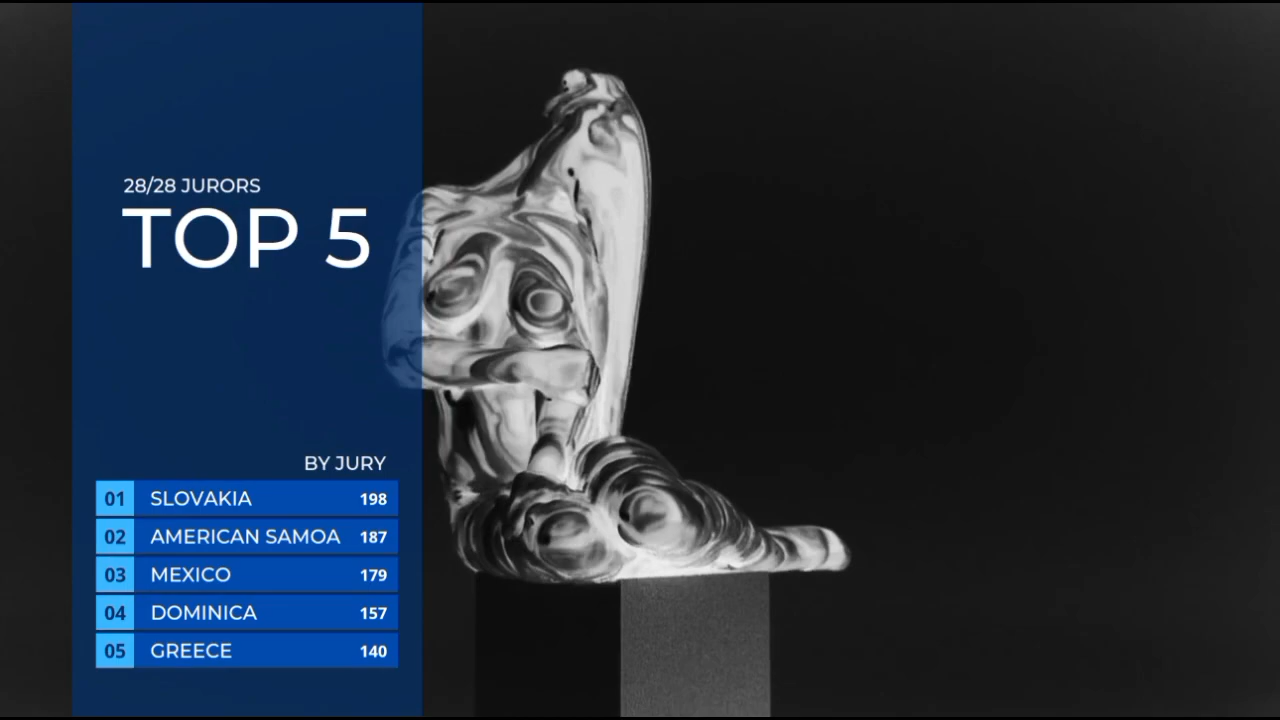 28/28 JURORS
TOP 5
BY JURY
01 SLOVAKIA 198
02 AMERICAN SAMOA 187
03 MEXICO 179
04 DOMINICA 157
05 GREECE 140